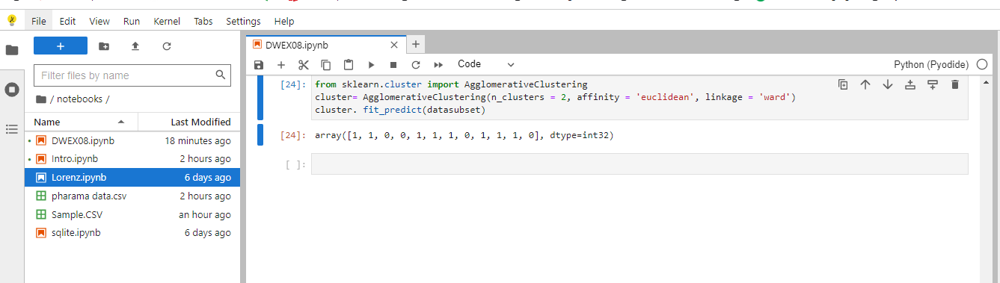 File Edit View Run Kernel Tabs Settings Help
Filter files by name
/ notebooks /
Name Last Modified
DWEX08.ipynb 18 minutes ago
Intro.ipynb 2 hours ago
Lorenz.ipynb 6 days ago
pharama data.csv 2 hours ago
Sample.CSV an hour ago
sqlite.ipynb 6 days ago
DWEX08.ipynb
Code Python (Pyodide)
[24]: from sklearn.cluster import AgglomerativeClustering
cluster= AgglomerativeClustering(n_clusters = 2, affinity = 'euclidean', linkage = 'ward')
cluster. fit_predict(datasubset)
[24]: array([1, 1, 0, 0, 1, 1, 1, 0, 1, 1, 1, 0], dtype=int32)
[ ]: